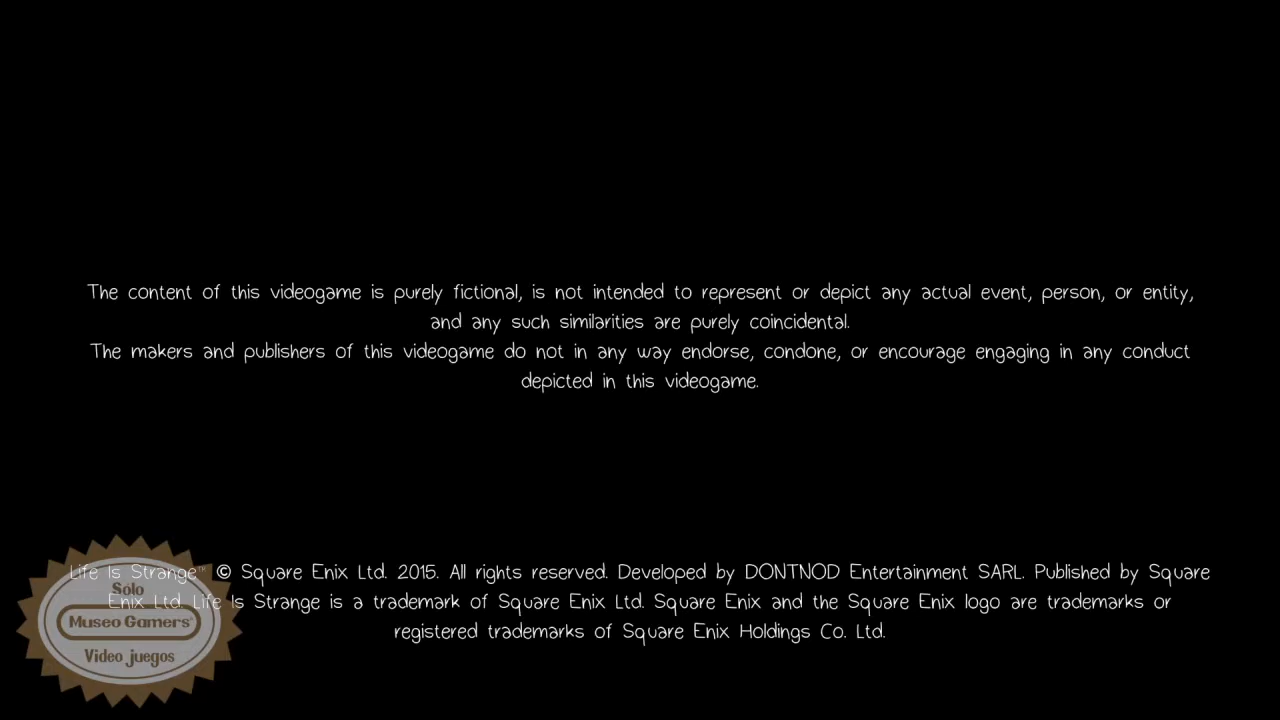 The content of this videogame is purely fictional, is not intended to represent or depict any actual event, person, or entity,
and any such similarities are purely coincidental.
The makers and publishers of this videogame do not in any way endorse, condone, or encourage engaging in any conduct
depicted in this videogame.
Life Is Strange™ © Square Enix Ltd. 2015. All rights reserved. Developed by DONTNOD Entertainment SARL. Published by Square
Enix Ltd. Life Is Strange is a trademark of Square Enix Ltd. Square Enix and the Square Enix logo are trademarks or
registered trademarks of Square Enix Holdings Co. Ltd.
Solo
Museo Gamers
Video juegos